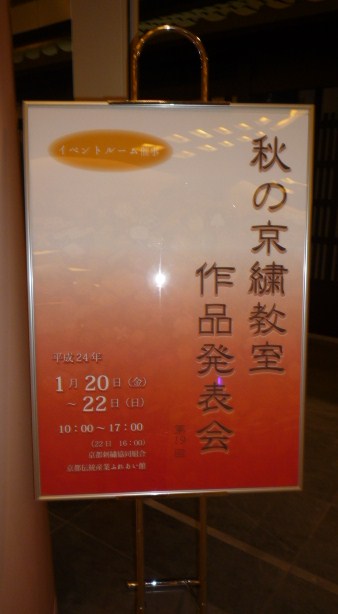 イベントルーム催事
秋の京繍教室
作品発表会
平成24年
1月20日(金)
~22日(日)
10:00~17:00
(22日 16:00)
京都刺繍協同組合
京都伝統産業ふれあい館